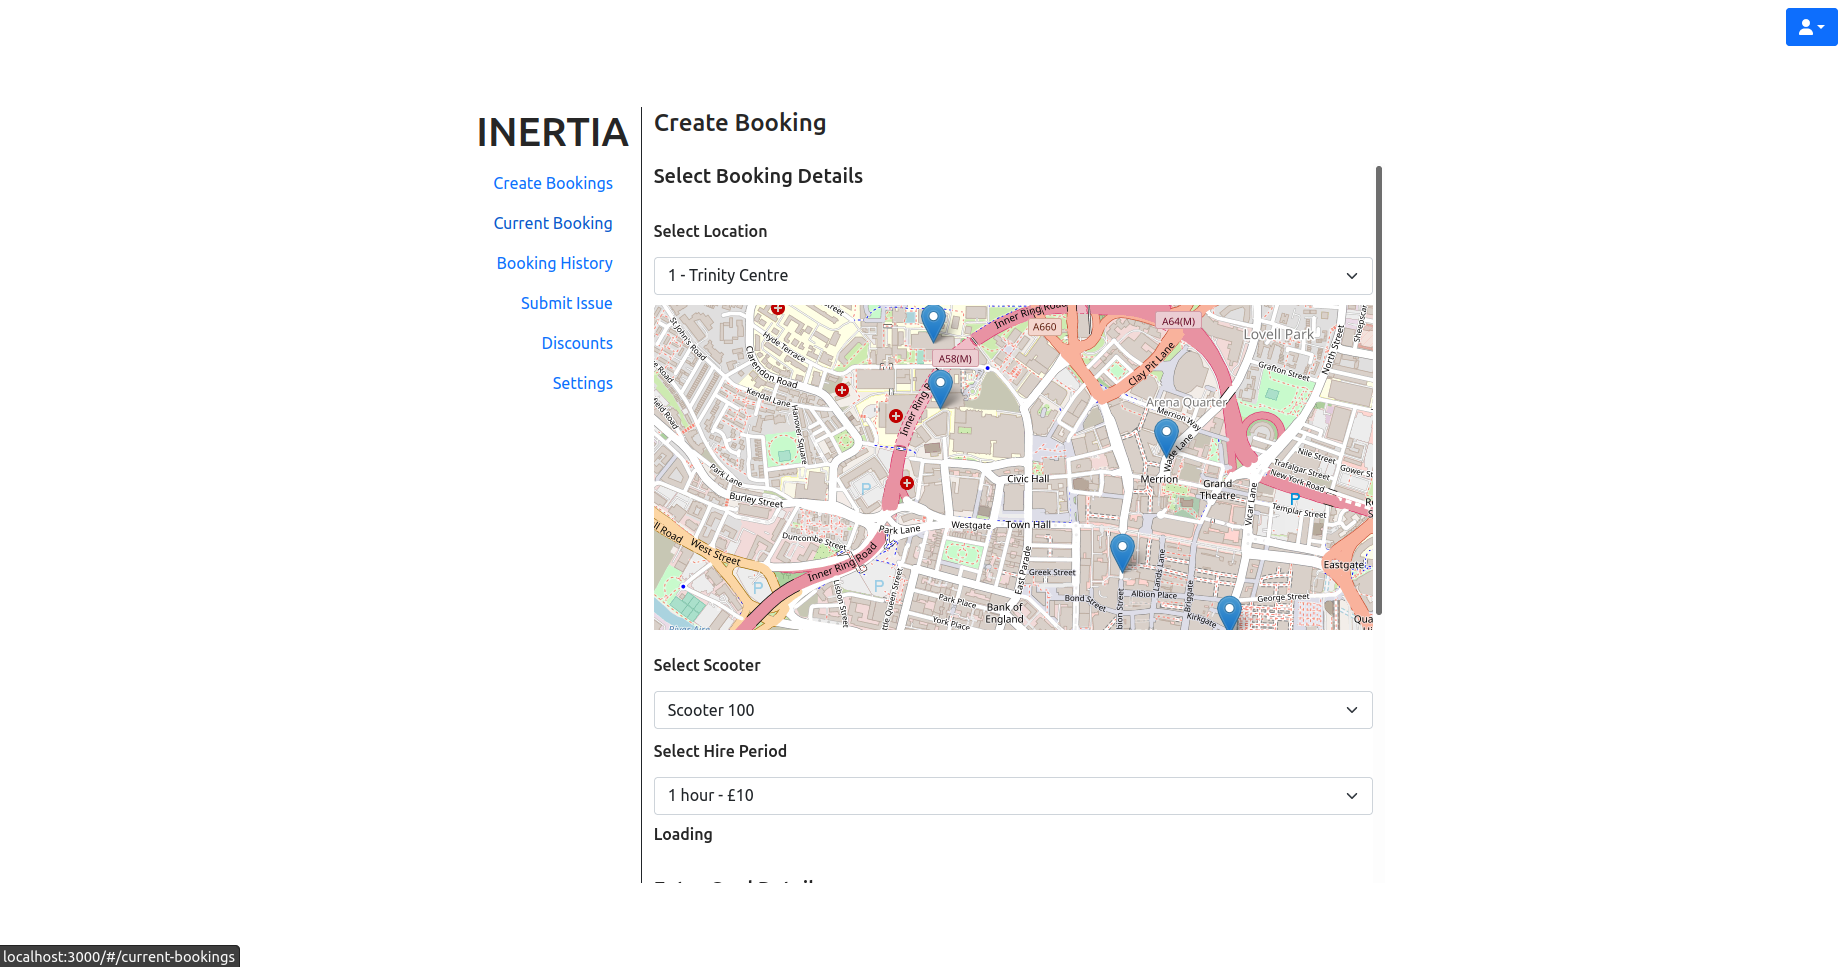 INERTIA
Create Bookings
Current Booking
Booking History
Submit Issue
Discounts
Settings
Create Booking
Select Booking Details
Select Location
1 - Trinity Centre
St John's Road
Hyde Terrace
Clarendon Road
Kendal Lane
Hanover Square
Park Lane
Burley Street
Duncombe Street
West Street
Inner Ring Road
Lisbon Street
Park Lane
Westgate
Town Hall
Civic Hall
Inner Ring Road
A660
A58(M)
A64(M)
Clay Pit Lane
Lovell Park
North Street
Grafton Street
Arena Quarter
Merrion Way
Wade Lane
Merrion
Grand
Theatre
Nile Street
Trafalgar Street
New York Road
Templar Street
Vicar Lane
Eastgate
George Street
Kirkgate
Briggate
Lands Lane
Albion Place
Bond Street
Greek Street
East Parade
Park Place
York Place
Bank of
England
P
P
P
P
Select Scooter
Scooter 100
Select Hire Period
1 hour - £10
Loading
localhost:3000/#/current-bookings